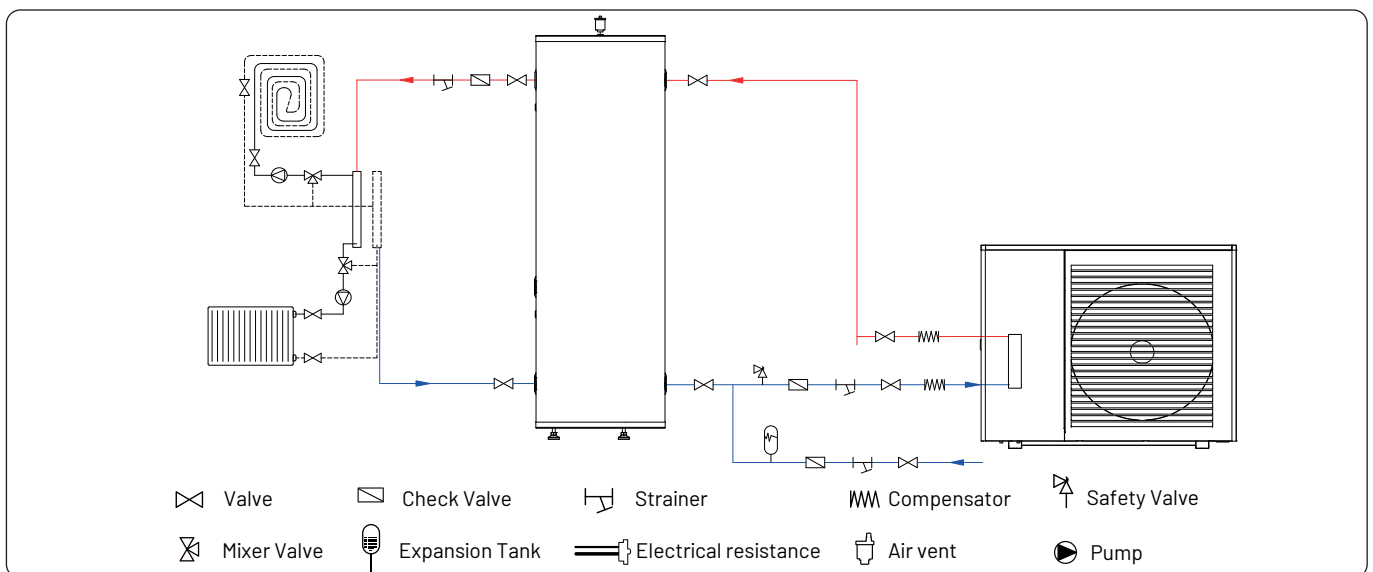 Valve Check Valve Strainer Compensator Safety Valve
Mixer Valve Expansion Tank Electrical resistance Air vent Pump